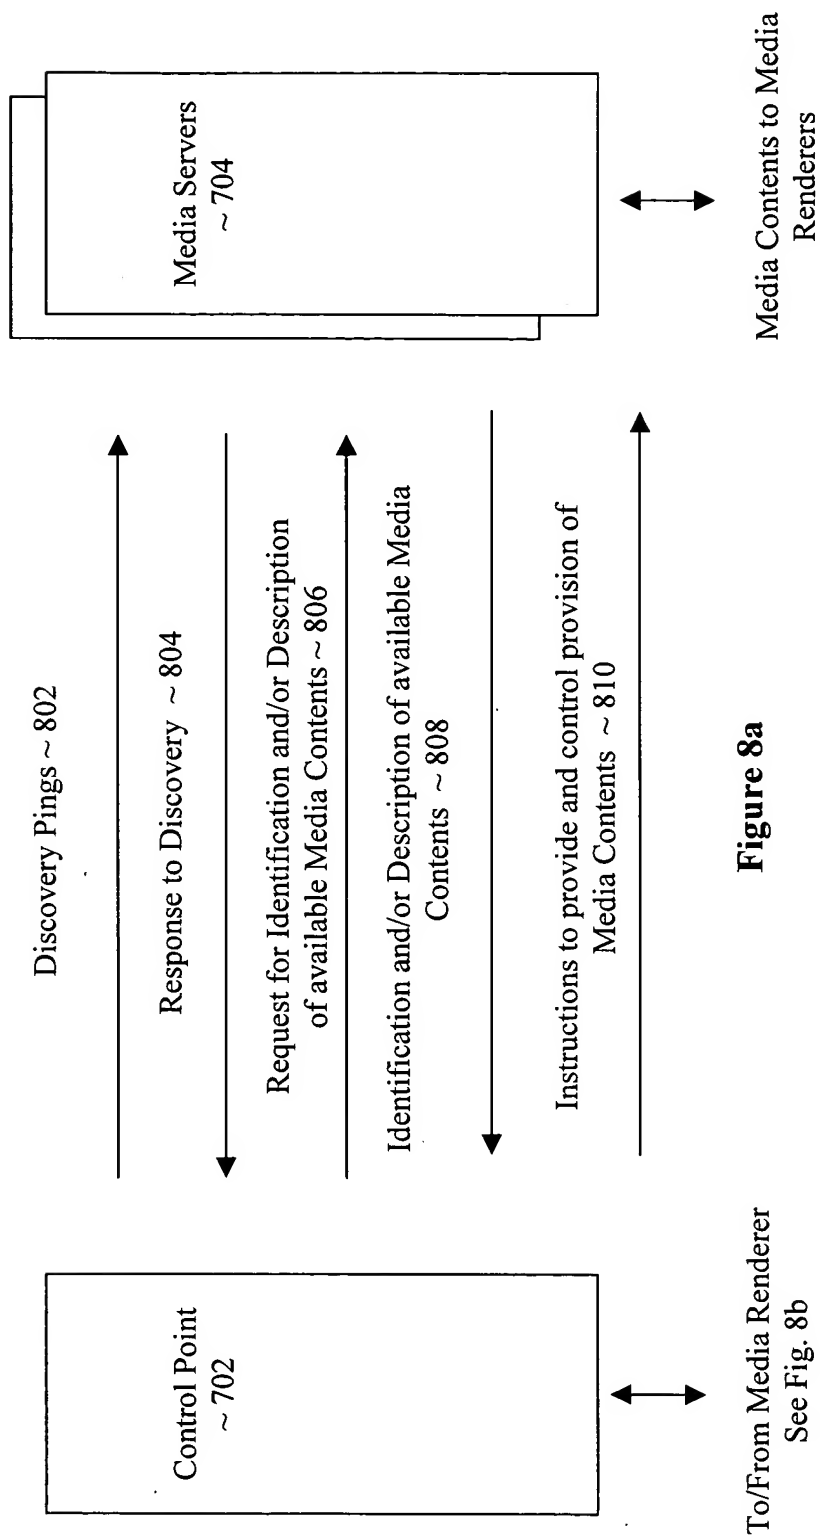 Control Point
~ 702
Media Servers
~ 704
Discovery Pings ~ 802
Response to Discovery ~ 804
Request for Identification and/or Description
of available Media Contents ~ 806
Identification and/or Description of available Media
Contents ~ 808
Instructions to provide and control provision of
Media Contents ~ 810
To/From Media Renderer
See Fig. 8b
Media Contents to Media
Renderers
Figure 8a